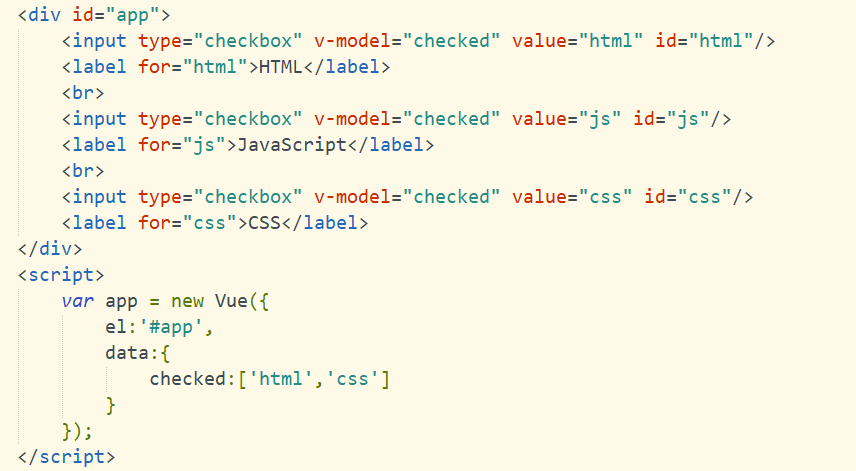 <div id="app">
    <input type="checkbox" v-model="checked" value="html" id="html"/>
    <label for="html">HTML</label>
    <br>
    <input type="checkbox" v-model="checked" value="js" id="js"/>
    <label for="js">JavaScript</label>
    <br>
    <input type="checkbox" v-model="checked" value="css" id="css"/>
    <label for="css">CSS</label>
</div>
<script>
    var app = new Vue({
        el:'#app',
        data:{
            checked:['html','css']
        }
    });
</script>